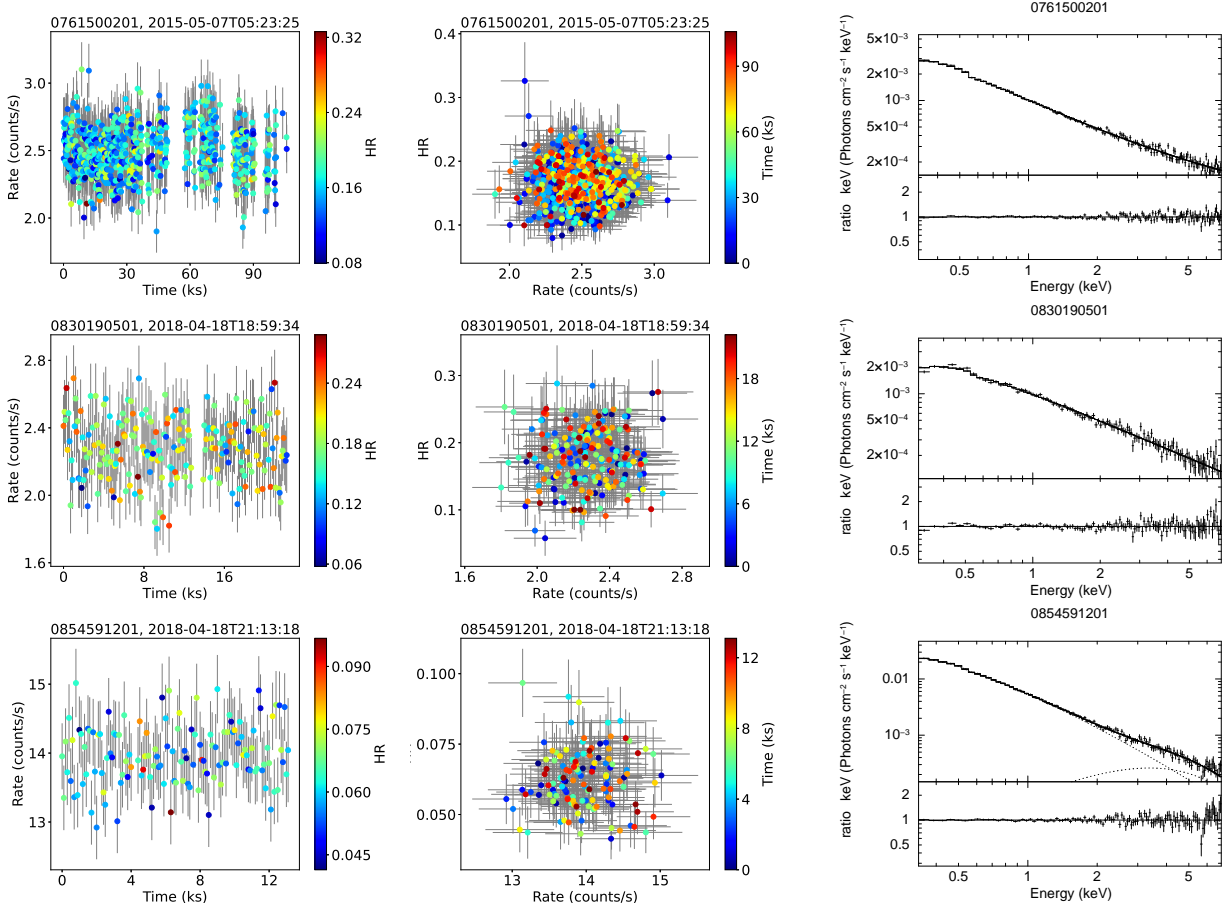 0761500201, 2015-05-07T05:23:25
Rate (counts/s)
3.0
2.5
2.0
0 30 60 90
Time (ks)
0.32
0.24
0.16
0.08
HR
0761500201, 2015-05-07T05:23:25
HR
0.4
0.3
0.2
0.1
2.0 2.5 3.0
Rate (counts/s)
90
60
30
0
Time (ks)
0761500201
keV (Photons cm⁻² s⁻¹ keV⁻¹)
5×10⁻³
2×10⁻³
10⁻³
5×10⁻⁴
2×10⁻⁴
ratio
2
1
0.5
0.5 1 2 5
Energy (keV)
0830190501, 2018-04-18T18:59:34
Rate (counts/s)
2.8
2.4
2.0
1.6
0 8 16
Time (ks)
0.24
0.18
0.12
0.06
HR
0830190501, 2018-04-18T18:59:34
HR
0.3
0.2
0.1
1.6 2.0 2.4 2.8
Rate (counts/s)
18
12
6
0
Time (ks)
0830190501
keV (Photons cm⁻² s⁻¹ keV⁻¹)
2×10⁻³
10⁻³
5×10⁻⁴
2×10⁻⁴
ratio
2
1
0.5
0.5 1 2 5
Energy (keV)
0854591201, 2018-04-18T21:13:18
Rate (counts/s)
15
14
13
0 4 8 12
Time (ks)
0.090
0.075
0.060
0.045
HR
0854591201, 2018-04-18T21:13:18
0.100
0.075
0.050
13 14 15
Rate (counts/s)
12
8
4
0
Time (ks)
0854591201
keV (Photons cm⁻² s⁻¹ keV⁻¹)
0.01
10⁻³
ratio
2
1
0.5
0.5 1 2 5
Energy (keV)